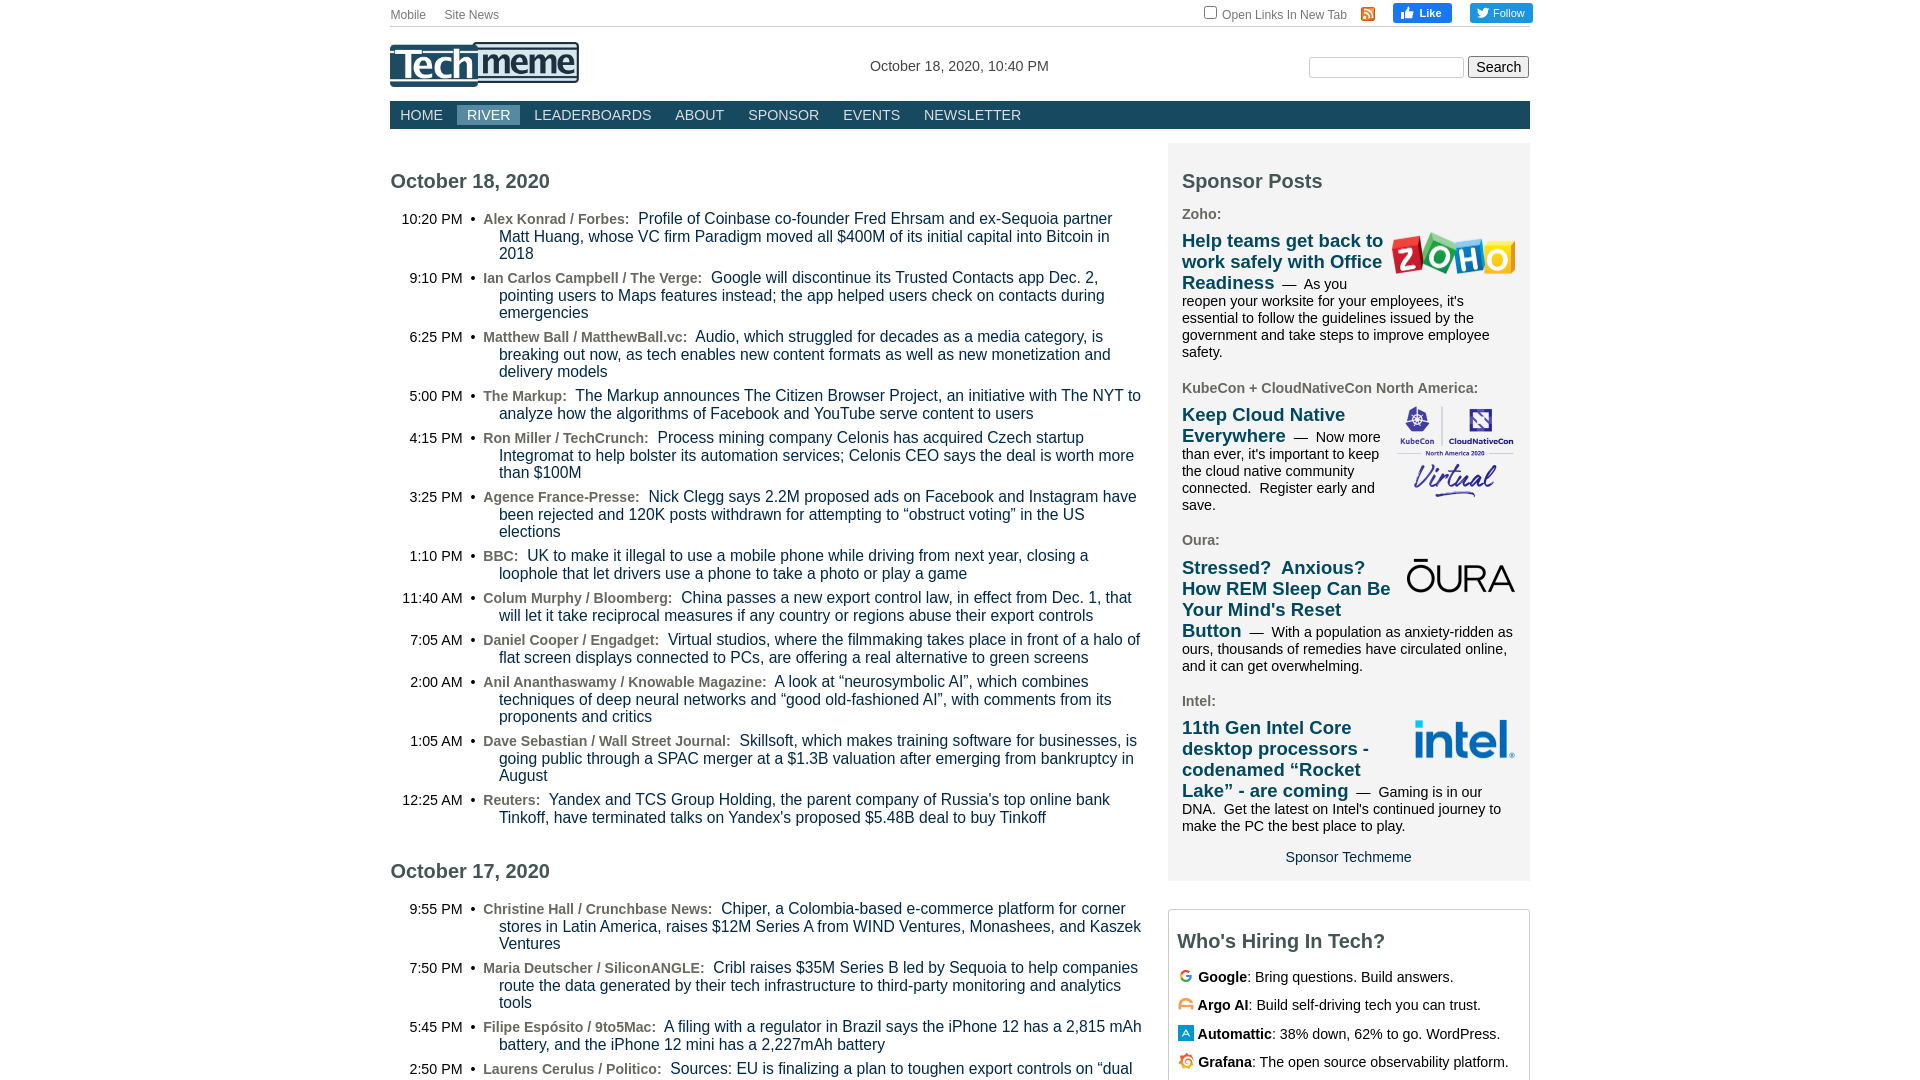 Mobile Site News Open Links In New Tab Like Follow
Techmeme October 18, 2020, 10:40 PM Search
HOME RIVER LEADERBOARDS ABOUT SPONSOR EVENTS NEWSLETTER
October 18, 2020
10:20 PM • Alex Konrad / Forbes: Profile of Coinbase co-founder Fred Ehrsam and ex-Sequoia partner
Matt Huang, whose VC firm Paradigm moved all $400M of its initial capital into Bitcoin in
2018
9:10 PM • Ian Carlos Campbell / The Verge: Google will discontinue its Trusted Contacts app Dec. 2,
pointing users to Maps features instead; the app helped users check on contacts during
emergencies
6:25 PM • Matthew Ball / MatthewBall.vc: Audio, which struggled for decades as a media category, is
breaking out now, as tech enables new content formats as well as new monetization and
delivery models
5:00 PM • The Markup: The Markup announces The Citizen Browser Project, an initiative with The NYT to
analyze how the algorithms of Facebook and YouTube serve content to users
4:15 PM • Ron Miller / TechCrunch: Process mining company Celonis has acquired Czech startup
Integromat to help bolster its automation services; Celonis CEO says the deal is worth more
than $100M
3:25 PM • Agence France-Presse: Nick Clegg says 2.2M proposed ads on Facebook and Instagram have
been rejected and 120K posts withdrawn for attempting to “obstruct voting” in the US
elections
1:10 PM • BBC: UK to make it illegal to use a mobile phone while driving from next year, closing a
loophole that let drivers use a phone to take a photo or play a game
11:40 AM • Colum Murphy / Bloomberg: China passes a new export control law, in effect from Dec. 1, that
will let it take reciprocal measures if any country or regions abuse their export controls
7:05 AM • Daniel Cooper / Engadget: Virtual studios, where the filmmaking takes place in front of a halo of
flat screen displays connected to PCs, are offering a real alternative to green screens
2:00 AM • Anil Ananthaswamy / Knowable Magazine: A look at “neurosymbolic AI”, which combines
techniques of deep neural networks and “good old-fashioned AI”, with comments from its
proponents and critics
1:05 AM • Dave Sebastian / Wall Street Journal: Skillsoft, which makes training software for businesses, is
going public through a SPAC merger at a $1.3B valuation after emerging from bankruptcy in
August
12:25 AM • Reuters: Yandex and TCS Group Holding, the parent company of Russia's top online bank
Tinkoff, have terminated talks on Yandex's proposed $5.48B deal to buy Tinkoff
October 17, 2020
9:55 PM • Christine Hall / Crunchbase News: Chiper, a Colombia-based e-commerce platform for corner
stores in Latin America, raises $12M Series A from WIND Ventures, Monashees, and Kaszek
Ventures
7:50 PM • Maria Deutscher / SiliconANGLE: Cribl raises $35M Series B led by Sequoia to help companies
route the data generated by their tech infrastructure to third-party monitoring and analytics
tools
5:45 PM • Filipe Espósito / 9to5Mac: A filing with a regulator in Brazil says the iPhone 12 has a 2,815 mAh
battery, and the iPhone 12 mini has a 2,227mAh battery
2:50 PM • Laurens Cerulus / Politico: Sources: EU is finalizing a plan to toughen export controls on “dual
Sponsor Posts
Zoho:
Help teams get back to
work safely with Office
Readiness — As you
reopen your worksite for your employees, it's
essential to follow the guidelines issued by the
government and take steps to improve employee
safety.
ZOHO
KubeCon + CloudNativeCon North America:
Keep Cloud Native
Everywhere — Now more
than ever, it's important to keep
the cloud native community
connected. Register early and
save.
KubeCon CloudNativeCon
North America 2020
Virtual
Oura:
Stressed? Anxious?
How REM Sleep Can Be
Your Mind's Reset
Button — With a population as anxiety-ridden as
ours, thousands of remedies have circulated online,
and it can get overwhelming.
ŌURA
Intel:
11th Gen Intel Core
desktop processors -
codenamed “Rocket
Lake” - are coming — Gaming is in our
DNA. Get the latest on Intel's continued journey to
make the PC the best place to play.
intel®
Sponsor Techmeme
Who's Hiring In Tech?
Google: Bring questions. Build answers.
Argo AI: Build self-driving tech you can trust.
Automattic: 38% down, 62% to go. WordPress.
Grafana: The open source observability platform.